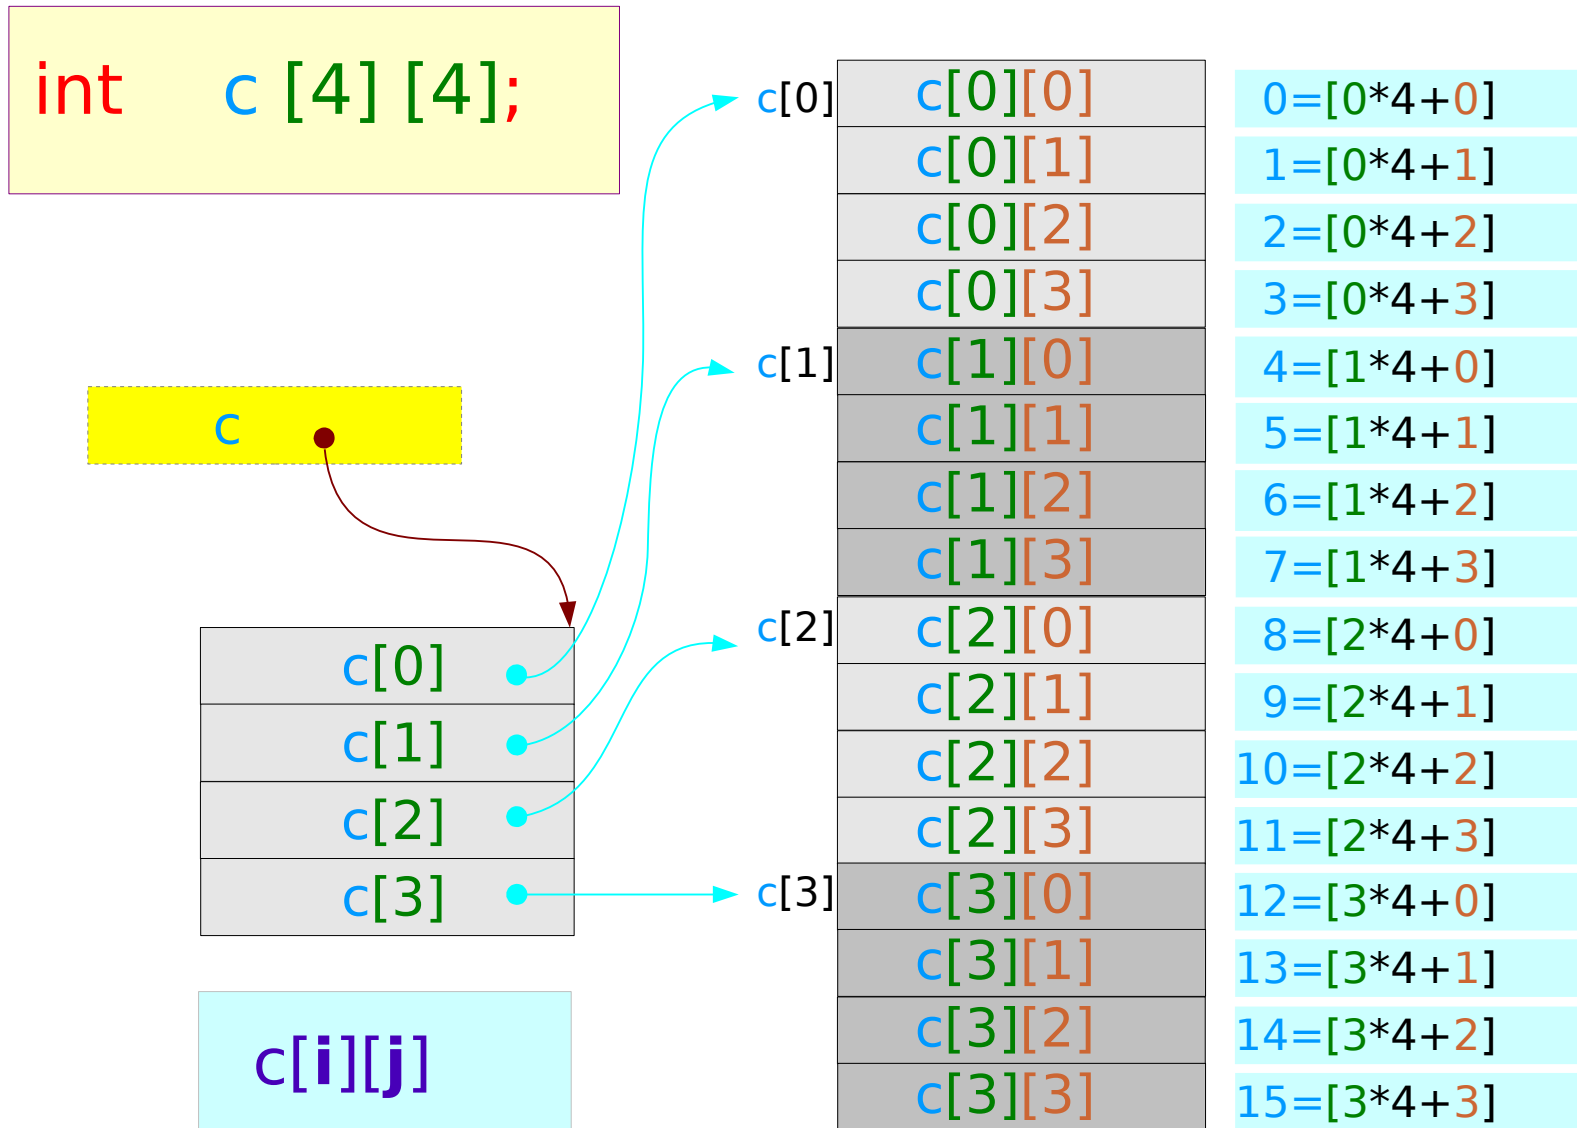 int c [4] [4];
c
c[0]
c[1]
c[2]
c[3]
c[i][j]
c[0]
c[1]
c[2]
c[3]
c[0][0]
c[0][1]
c[0][2]
c[0][3]
c[1][0]
c[1][1]
c[1][2]
c[1][3]
c[2][0]
c[2][1]
c[2][2]
c[2][3]
c[3][0]
c[3][1]
c[3][2]
c[3][3]
0=[0*4+0]
1=[0*4+1]
2=[0*4+2]
3=[0*4+3]
4=[1*4+0]
5=[1*4+1]
6=[1*4+2]
7=[1*4+3]
8=[2*4+0]
9=[2*4+1]
10=[2*4+2]
11=[2*4+3]
12=[3*4+0]
13=[3*4+1]
14=[3*4+2]
15=[3*4+3]